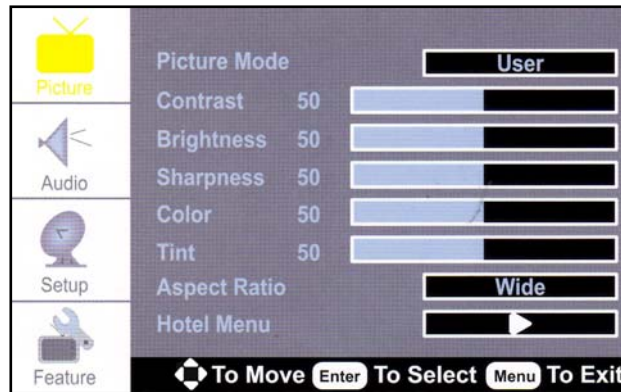 Picture
Audio
Setup
Feature
Picture Mode User
Contrast 50
Brightness 50
Sharpness 50
Color 50
Tint 50
Aspect Ratio Wide
Hotel Menu
To Move Enter To Select Menu To Exit